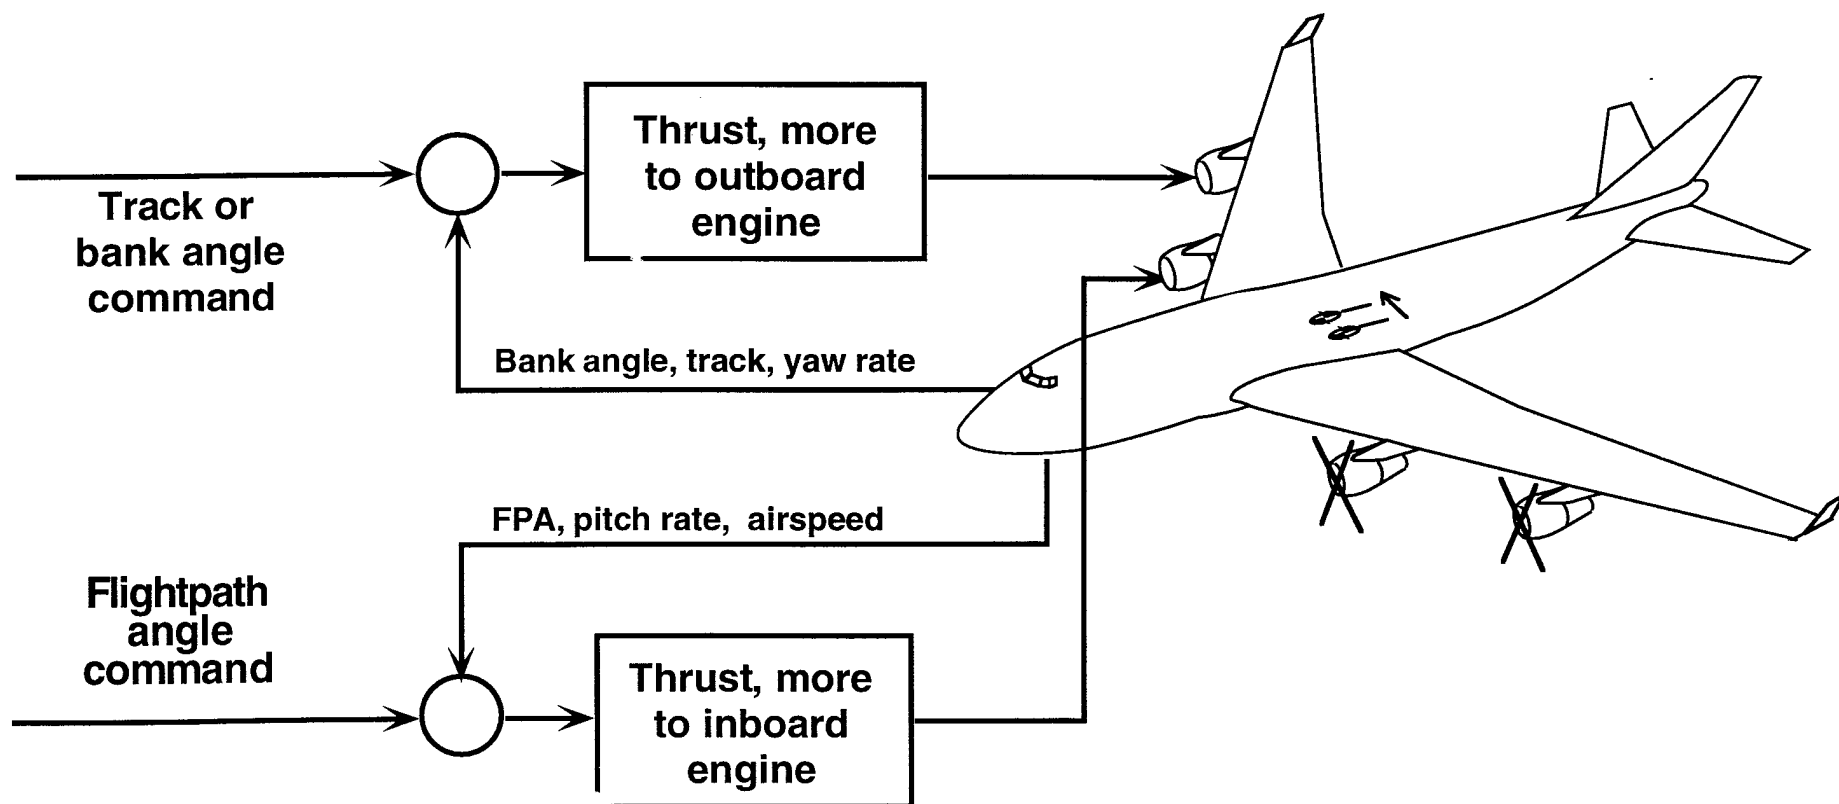 Thrust, more
to outboard
engine
Track or
bank angle
command
Bank angle, track, yaw rate
FPA, pitch rate, airspeed
Flightpath
angle
command
Thrust, more
to inboard
engine